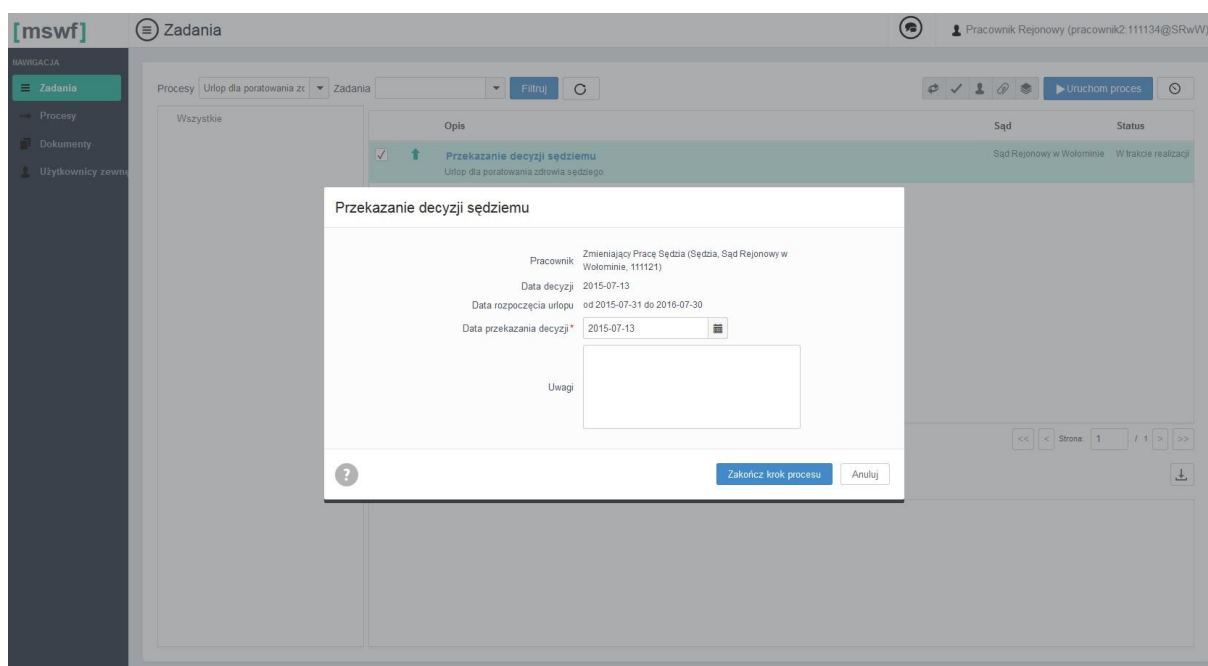 [mswf]
Zadania
Pracownik Rejonowy (pracownik2:111134@SRwW)
NAWIGACJA
Zadania
Procesy
Dokumenty
Użytkownicy zewnę
Procesy Urlop dla poratowania zc Zadania Filtruj Uruchom proces
Wszystkie
Opis Sąd Status
Przekazanie decyzji sędziemu Sąd Rejonowy w Wołominie W trakcie realizacji
Urlop dla poratowania zdrowia sędziego
Przekazanie decyzji sędziemu
Pracownik Zmieniający Pracę Sędzia (Sędzia, Sąd Rejonowy w
Wołominie, 111121)
Data decyzji 2015-07-13
Data rozpoczęcia urlopu od 2015-07-31 do 2016-07-30
Data przekazania decyzji* 2015-07-13
Uwagi
<< < Strona: 1 / 1 > >>
? Zakończ krok procesu Anuluj